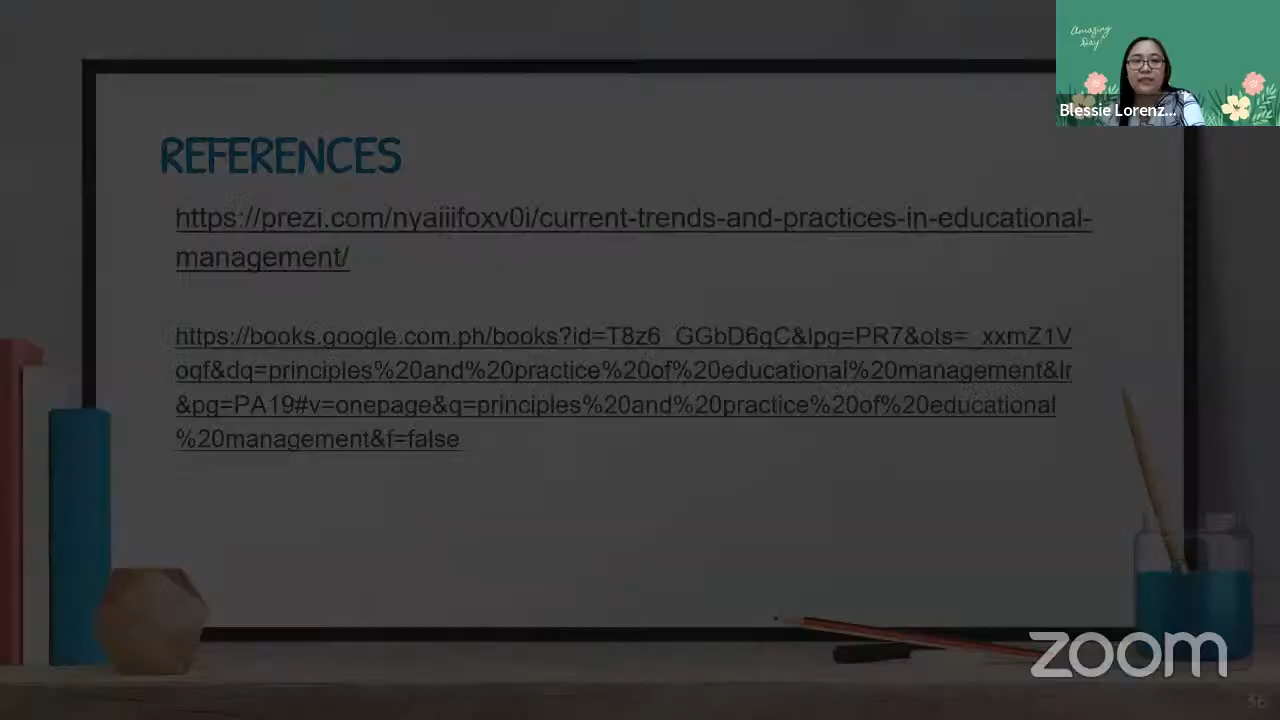 Amazing
Day!
Blessie Lorenz...
REFERENCES
https://prezi.com/nyaiiifoxv0i/current-trends-and-practices-in-educational-
management/
https://books.google.com.ph/books?id=T8z6_GGbD6gC&lpg=PR7&ots=_xxmZ1V
oqf&dq=principles%20and%20practice%20of%20educational%20management&lr
&pg=PA19#v=onepage&q=principles%20and%20practice%20of%20educational
%20management&f=false
zoom
36